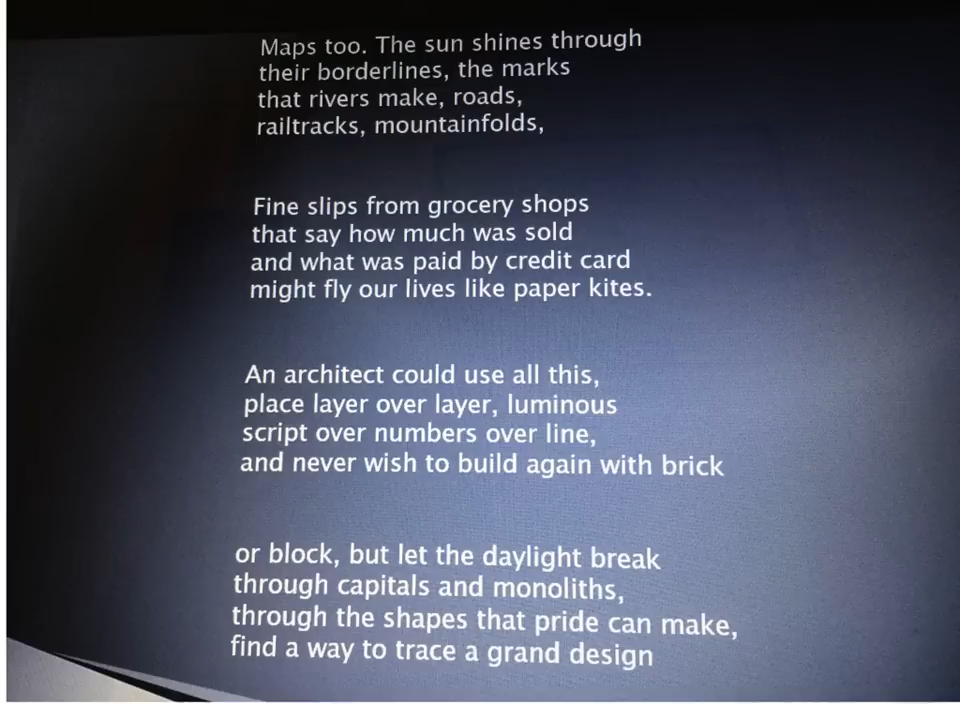 Maps too. The sun shines through
their borderlines, the marks
that rivers make, roads,
railtracks, mountainfolds,
Fine slips from grocery shops
that say how much was sold
and what was paid by credit card
might fly our lives like paper kites.
An architect could use all this,
place layer over layer, luminous
script over numbers over line,
and never wish to build again with brick
or block, but let the daylight break
through capitals and monoliths,
through the shapes that pride can make,
find a way to trace a grand design